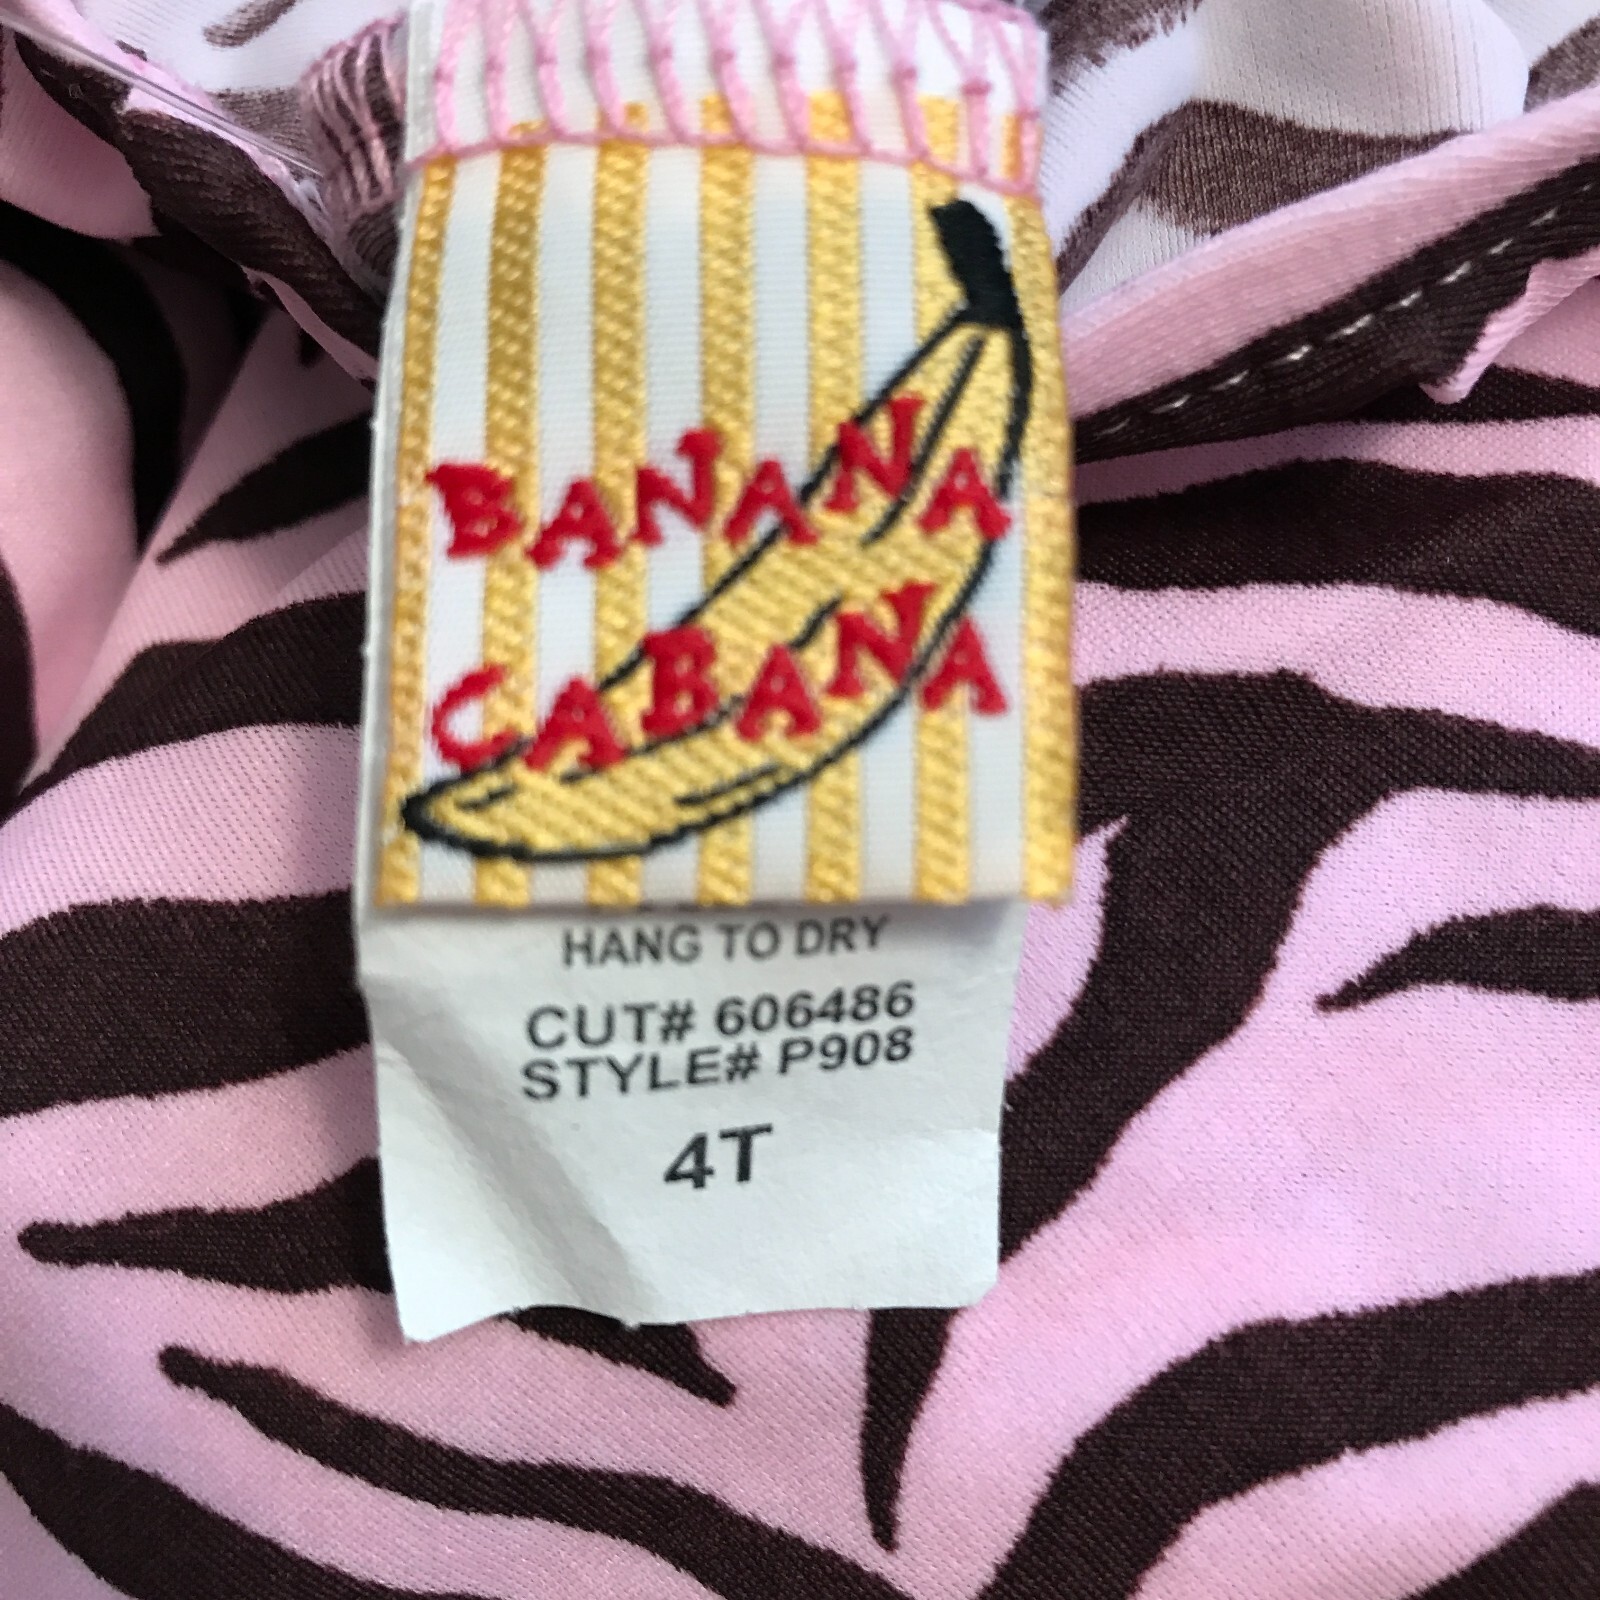 BANANA
CABANA
HANG TO DRY
CUT# 606486
STYLE# P908
4T